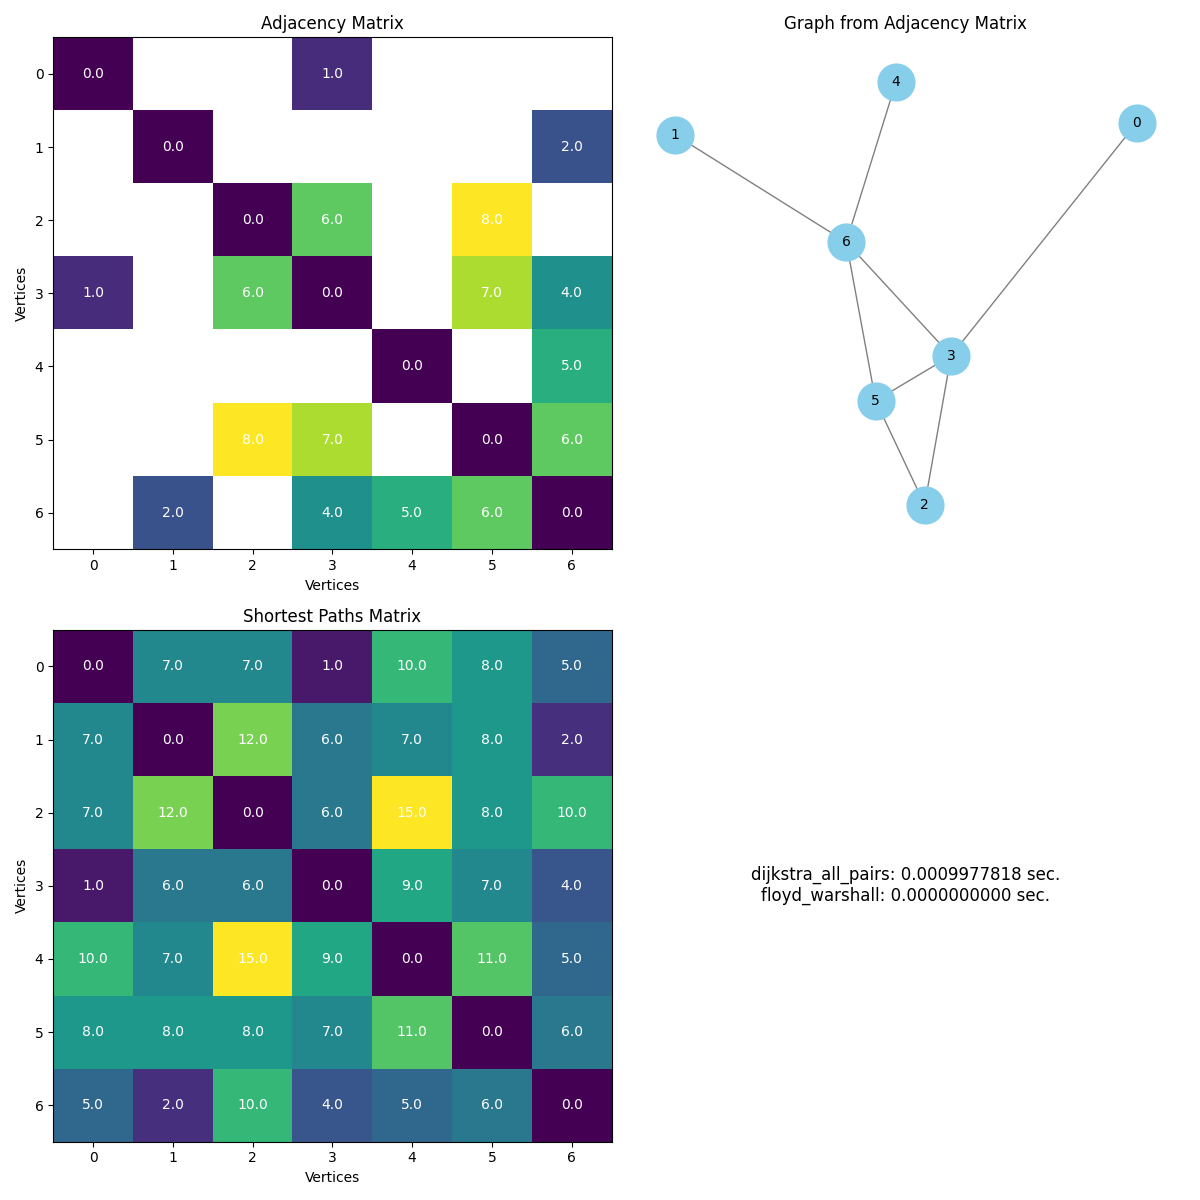 Adjacency Matrix
0 0.0 1.0
1 0.0 2.0
2 0.0 6.0 8.0
3 1.0 6.0 0.0 7.0 4.0
4 0.0 5.0
5 8.0 7.0 0.0 6.0
6 2.0 4.0 5.0 6.0 0.0
0 1 2 3 4 5 6
Vertices
Vertices
Graph from Adjacency Matrix
4
0
1
6
3
5
2
Shortest Paths Matrix
0 0.0 7.0 7.0 1.0 10.0 8.0 5.0
1 7.0 0.0 12.0 6.0 7.0 8.0 2.0
2 7.0 12.0 0.0 6.0 15.0 8.0 10.0
3 1.0 6.0 6.0 0.0 9.0 7.0 4.0
4 10.0 7.0 15.0 9.0 0.0 11.0 5.0
5 8.0 8.0 8.0 7.0 11.0 0.0 6.0
6 5.0 2.0 10.0 4.0 5.0 6.0 0.0
0 1 2 3 4 5 6
Vertices
Vertices
dijkstra_all_pairs: 0.0009977818 sec.
floyd_warshall: 0.0000000000 sec.